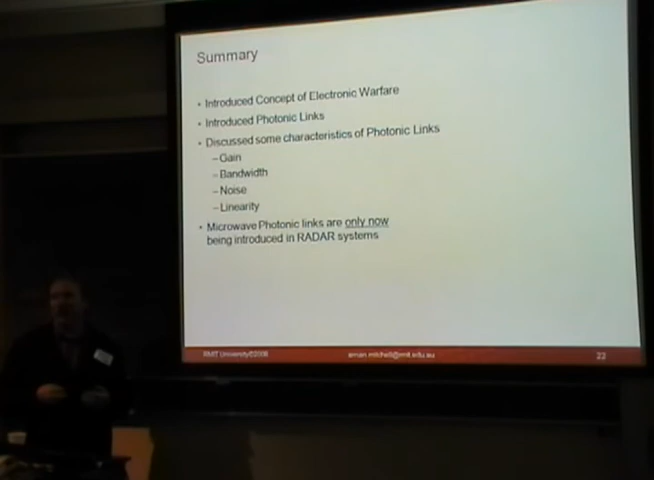 Summary
• Introduced Concept of Electronic Warfare
• Introduced Photonic Links
• Discussed some characteristics of Photonic Links
– Gain
– Bandwidth
– Noise
– Linearity
• Microwave Photonic links are only now
being introduced in RADAR systems
RMIT University©2008
22